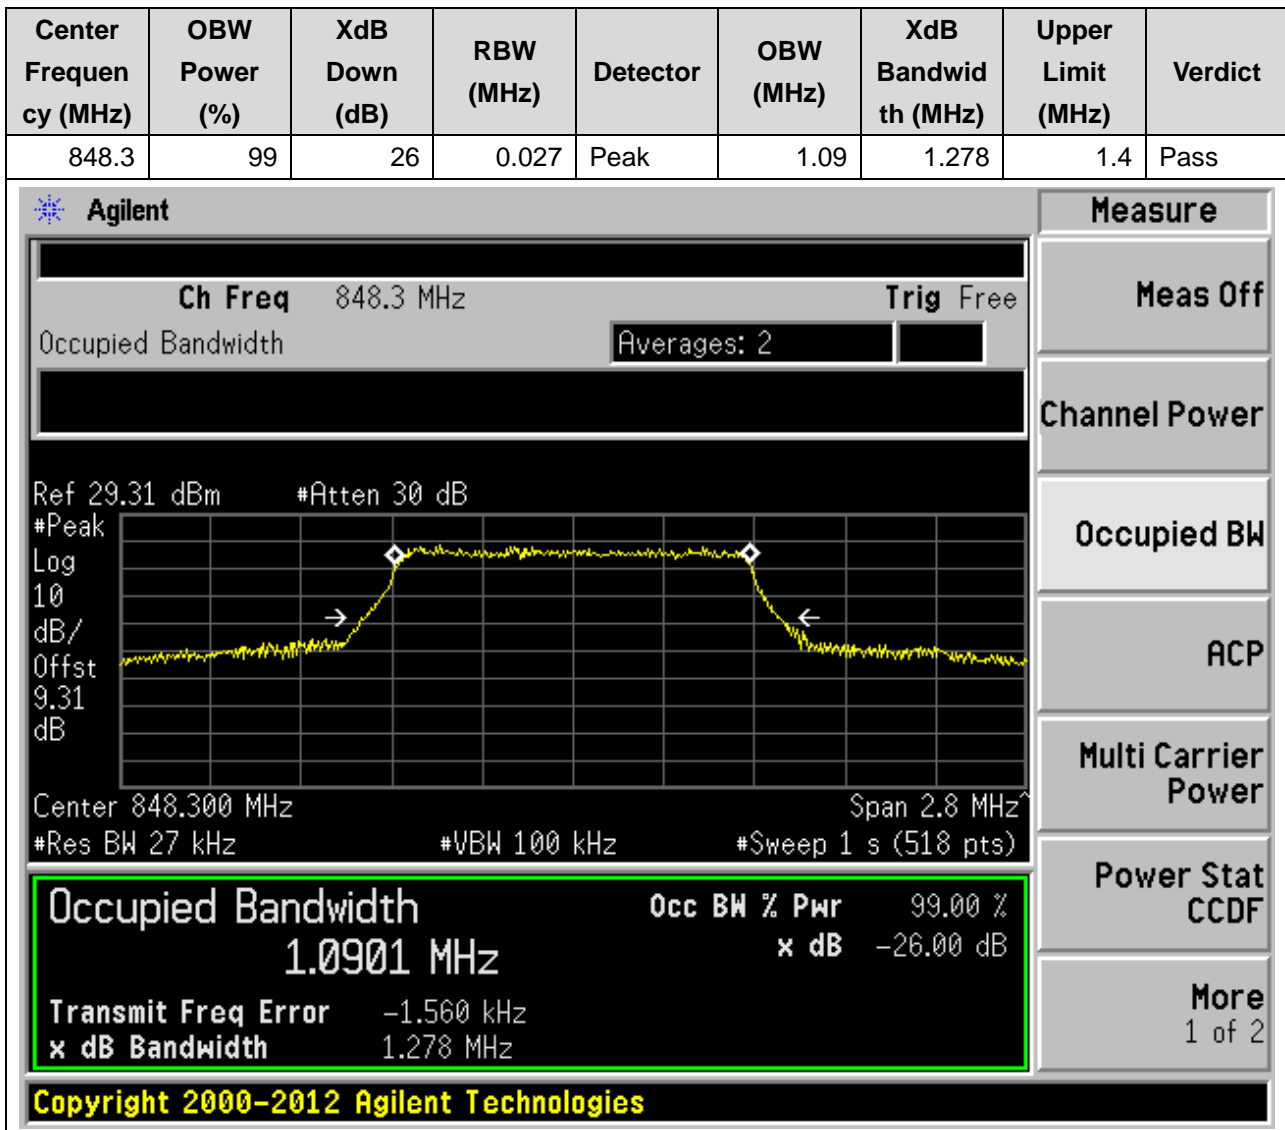 Center Frequen cy (MHz) OBW Power (%) XdB Down (dB) RBW (MHz) Detector OBW (MHz) XdB Bandwid th (MHz) Upper Limit (MHz) Verdict
848.3 99 26 0.027 Peak 1.09 1.278 1.4 Pass
Agilent
Ch Freq 848.3 MHz Trig Free
Occupied Bandwidth Averages: 2
Ref 29.31 dBm #Atten 30 dB
#Peak
Log
10
dB/
Offst
9.31
dB
Center 848.300 MHz Span 2.8 MHz^
#Res BW 27 kHz #VBW 100 kHz #Sweep 1 s (518 pts)
Occupied Bandwidth Occ BW % Pwr 99.00 %
1.0901 MHz x dB -26.00 dB
Transmit Freq Error -1.560 kHz
x dB Bandwidth 1.278 MHz
Copyright 2000-2012 Agilent Technologies
Measure
Meas Off
Channel Power
Occupied BW
ACP
Multi Carrier
Power
Power Stat
CCDF
More
1 of 2